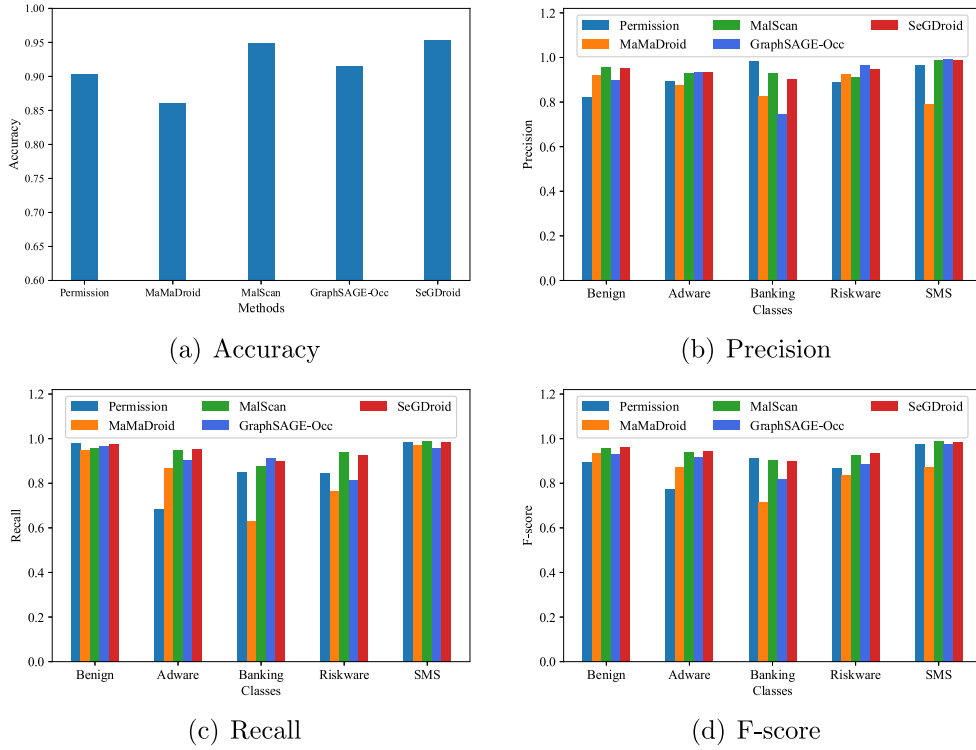 1.00
0.95
0.90
0.85
0.80
0.75
0.70
0.65
0.60
Accuracy
Permission MaMaDroid MalScan GraphSAGE-Occ SeGDroid
Methods
(a) Accuracy
1.2
1.0
0.8
0.6
0.4
0.2
0.0
Precision
Permission MalScan SeGDroid
MaMaDroid GraphSAGE-Occ
Benign Adware Banking Riskware SMS
Classes
(b) Precision
1.2
1.0
0.8
0.6
0.4
0.2
0.0
Recall
Permission MalScan SeGDroid
MaMaDroid GraphSAGE-Occ
Benign Adware Banking Riskware SMS
Classes
(c) Recall
1.2
1.0
0.8
0.6
0.4
0.2
0.0
F-score
Permission MalScan SeGDroid
MaMaDroid GraphSAGE-Occ
Benign Adware Banking Riskware SMS
Classes
(d) F-score